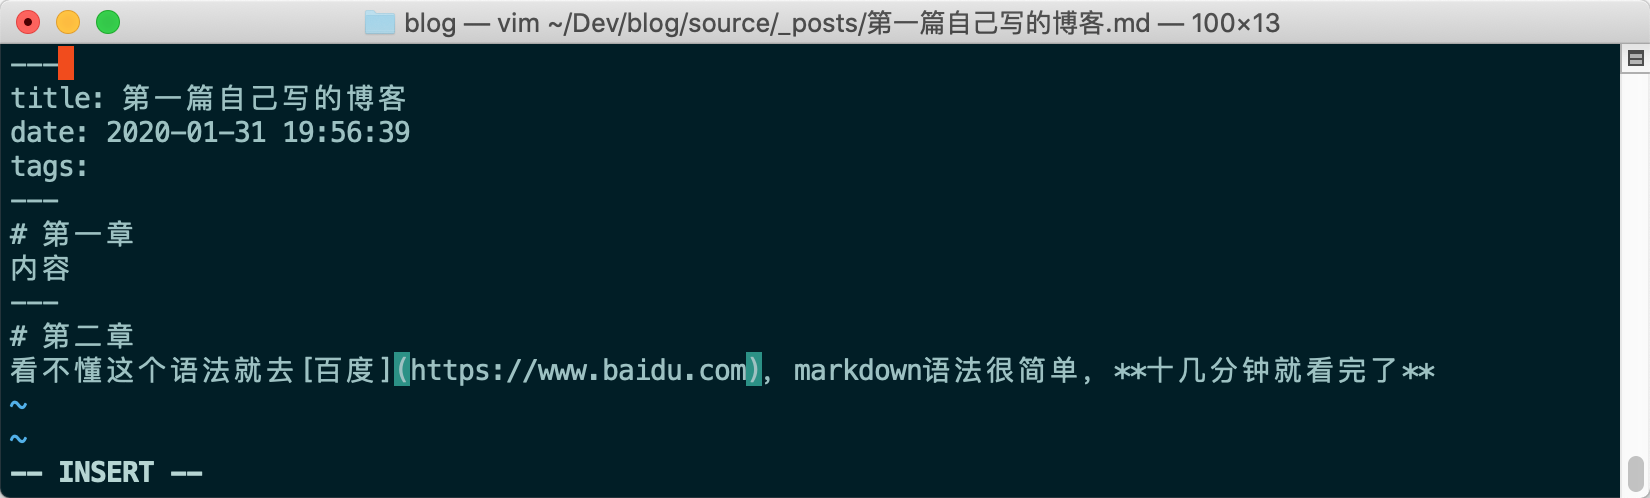 blog — vim ~/Dev/blog/source/_posts/第一篇自己写的博客.md — 100×13
---
title: 第一篇自己写的博客
date: 2020-01-31 19:56:39
tags:
---
# 第一章
内容
---
# 第二章
看不懂这个语法就去[百度](https://www.baidu.com)，markdown语法很简单，**十几分钟就看完了**
~
~
-- INSERT --